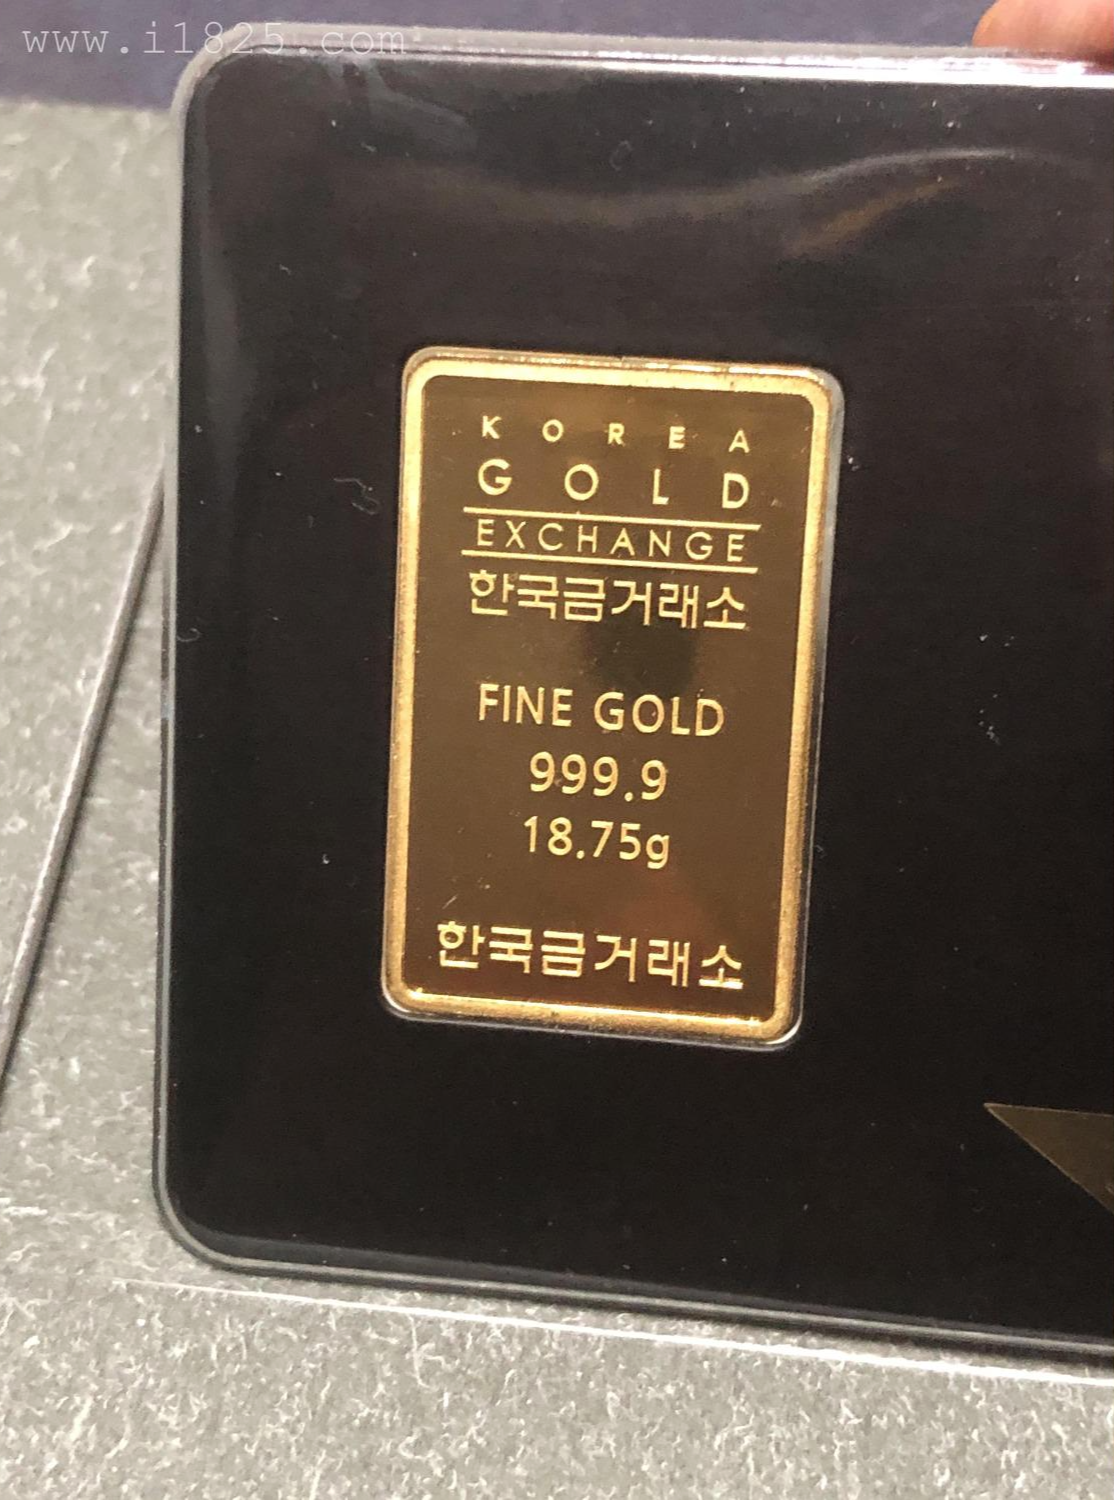 www.i1825.com
KOREA
GOLD
EXCHANGE
한국금거래소
FINE GOLD
999.9
18.75g
한국금거래소